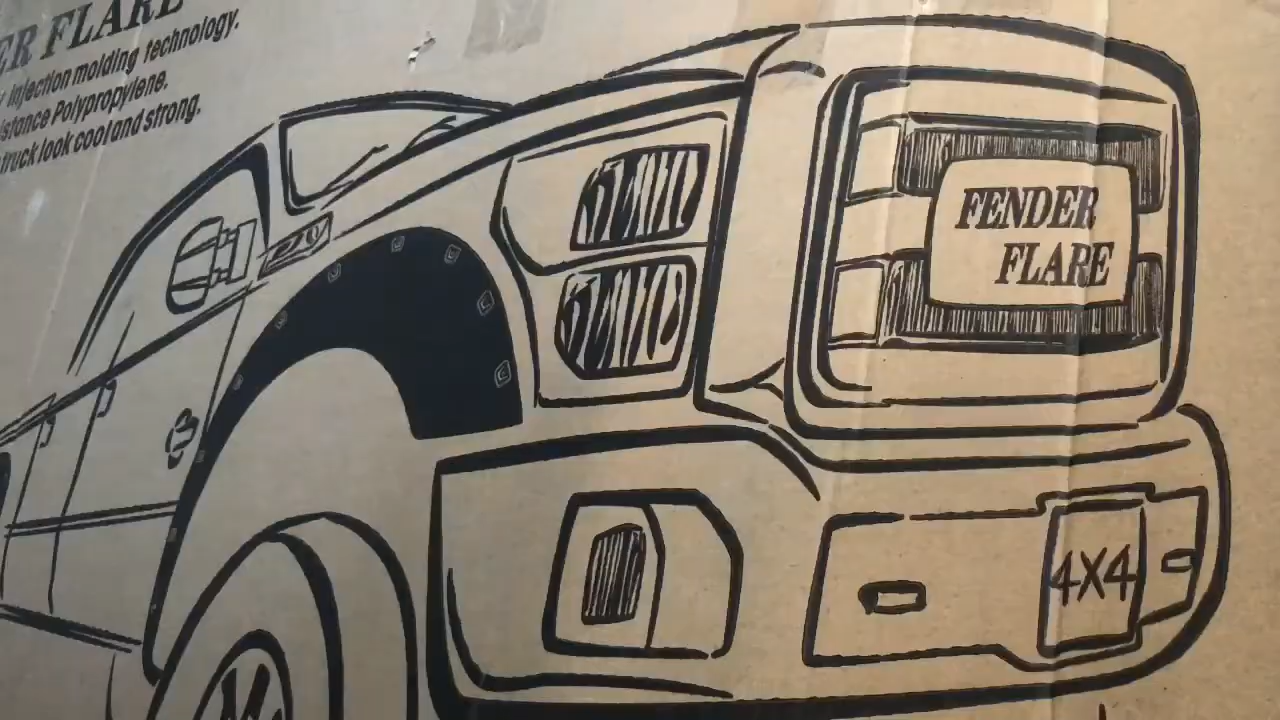 ER FLARE
injection molding technology.
istance Polypropylene.
truck look cool and strong.
FENDER
FLARE
4X4